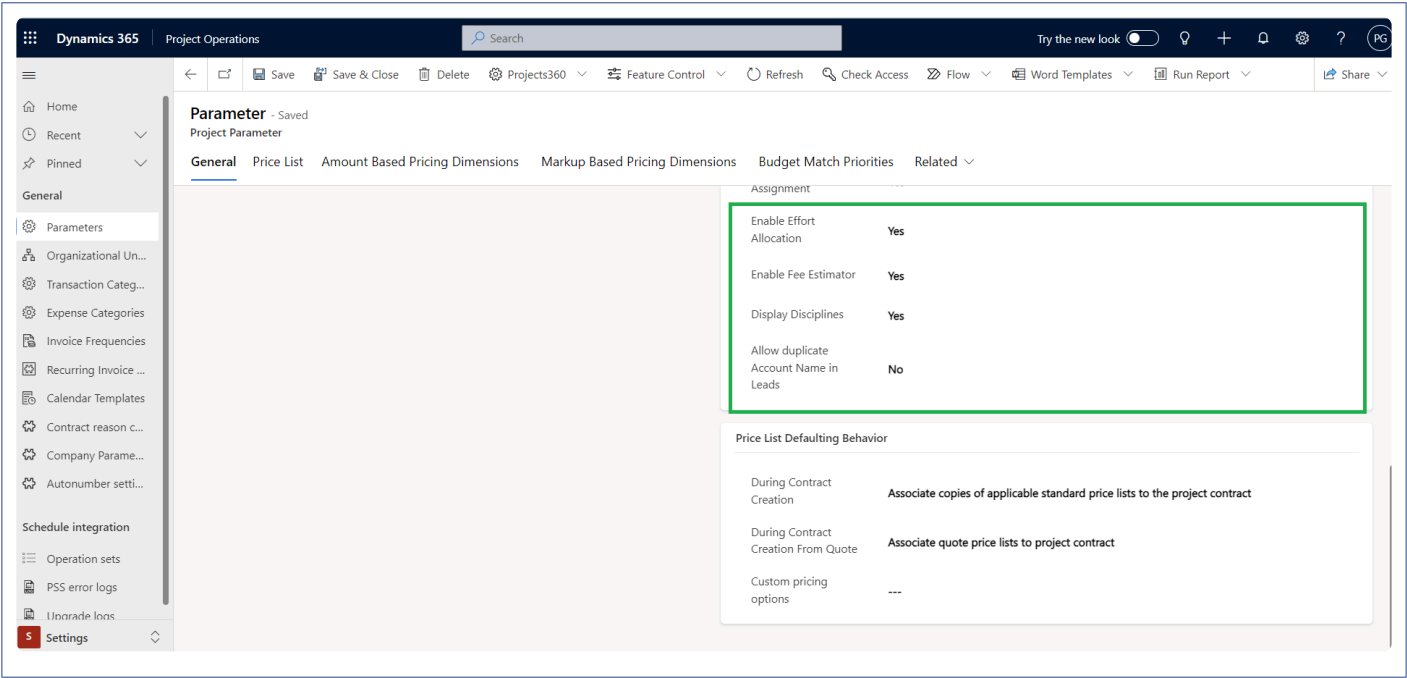 Dynamics 365
Project Operations
Search
Try the new look
PG
Save
Save & Close
Delete
Projects360
Feature Control
Refresh
Check Access
Flow
Word Templates
Run Report
Share
Home
Recent
Pinned
General
Parameters
Organizational Un...
Transaction Categ...
Expense Categories
Invoice Frequencies
Recurring Invoice ...
Calendar Templates
Contract reason c...
Company Parame...
Autonumber setti...
Schedule integration
Operation sets
PSS error logs
Upgrade logs
S
Settings
Parameter - Saved
Project Parameter
General
Price List
Amount Based Pricing Dimensions
Markup Based Pricing Dimensions
Budget Match Priorities
Related
Assignment
Enable Effort
Allocation
Yes
Enable Fee Estimator
Yes
Display Disciplines
Yes
Allow duplicate
Account Name in
Leads
No
Price List Defaulting Behavior
During Contract
Creation
Associate copies of applicable standard price lists to the project contract
During Contract
Creation From Quote
Associate quote price lists to project contract
Custom pricing
options
---